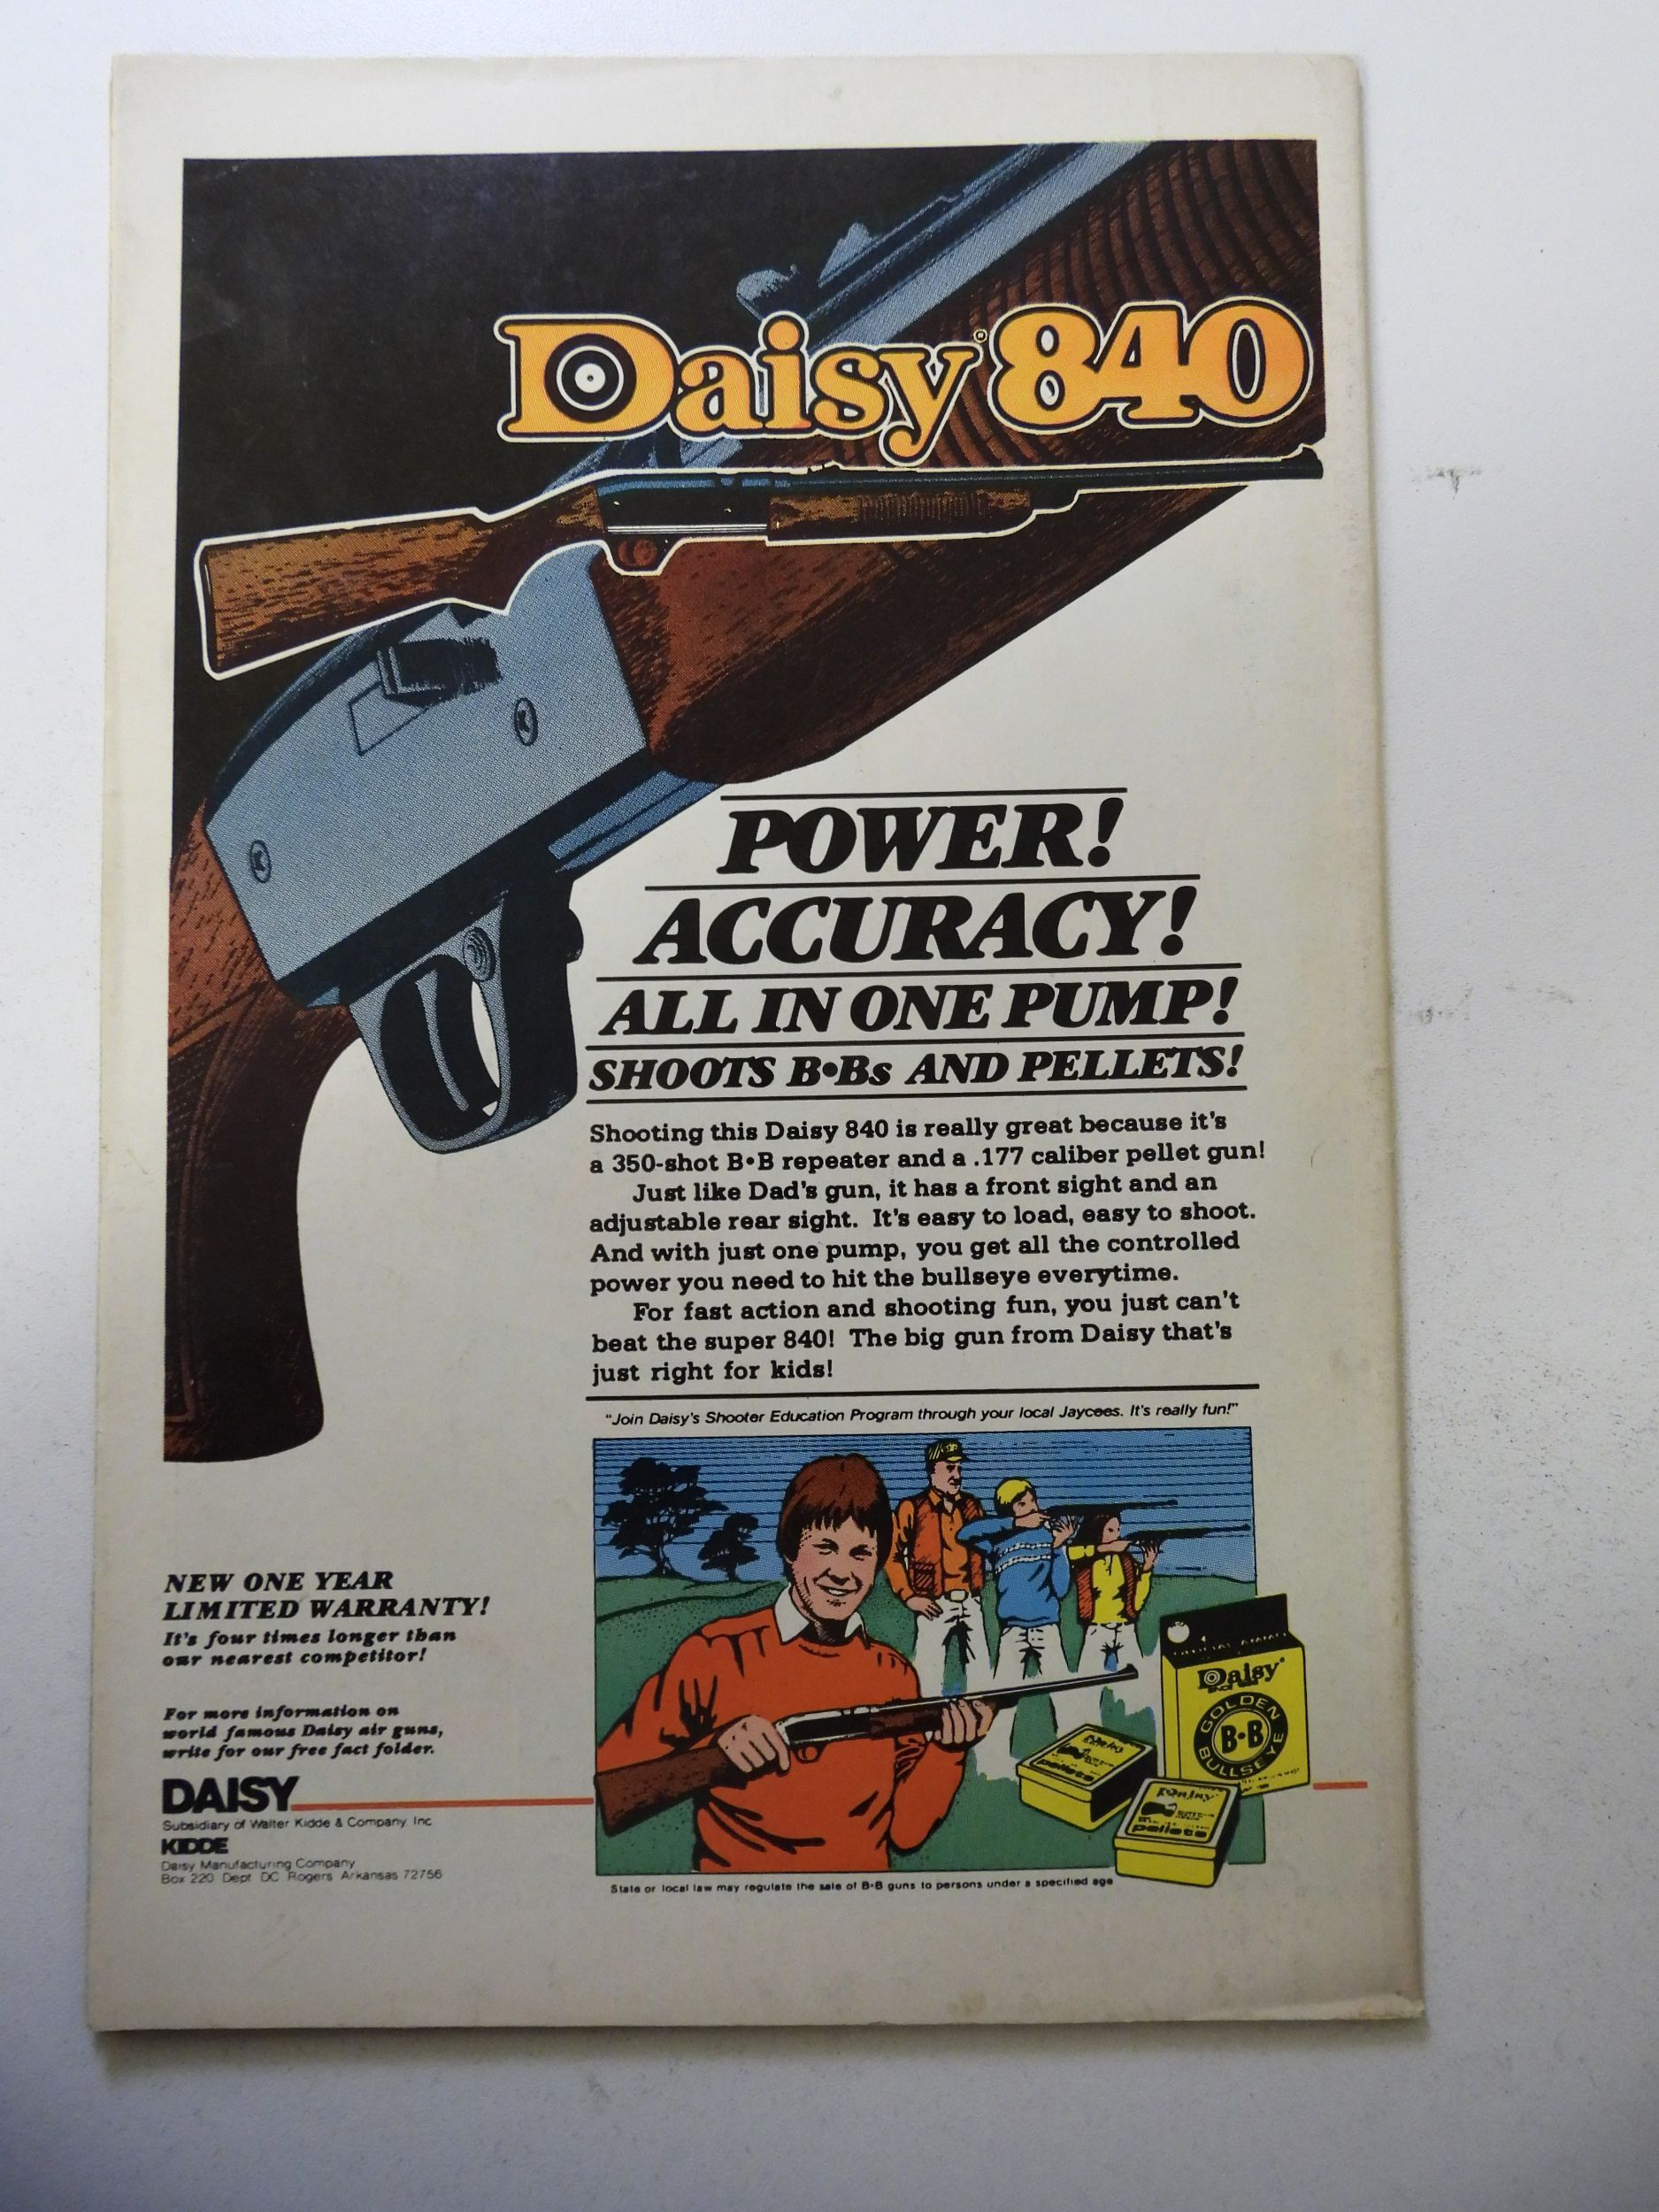 Daisy® 840
POWER!
ACCURACY!
ALL IN ONE PUMP!
SHOOTS B•Bs AND PELLETS!
Shooting this Daisy 840 is really great because it's
a 350-shot B•B repeater and a .177 caliber pellet gun!
Just like Dad's gun, it has a front sight and an
adjustable rear sight. It's easy to load, easy to shoot.
And with just one pump, you get all the controlled
power you need to hit the bullseye everytime.
For fast action and shooting fun, you just can't
beat the super 840! The big gun from Daisy that's
just right for kids!
"Join Daisy's Shooter Education Program through your local Jaycees. It's really fun!"
Daisy®
GOLDEN
B•B
BULLSEYE
Daisy
pellets
Daisy
pellets
State or local law may regulate the sale of B•B guns to persons under a specified age
NEW ONE YEAR
LIMITED WARRANTY!
It's four times longer than
our nearest competitor!
For more information on
world famous Daisy air guns,
write for our free fact folder.
DAISY
Subsidiary of Walter Kidde & Company Inc
KIDDE
Daisy Manufacturing Company
Box 220 Dept DC Rogers Arkansas 72756